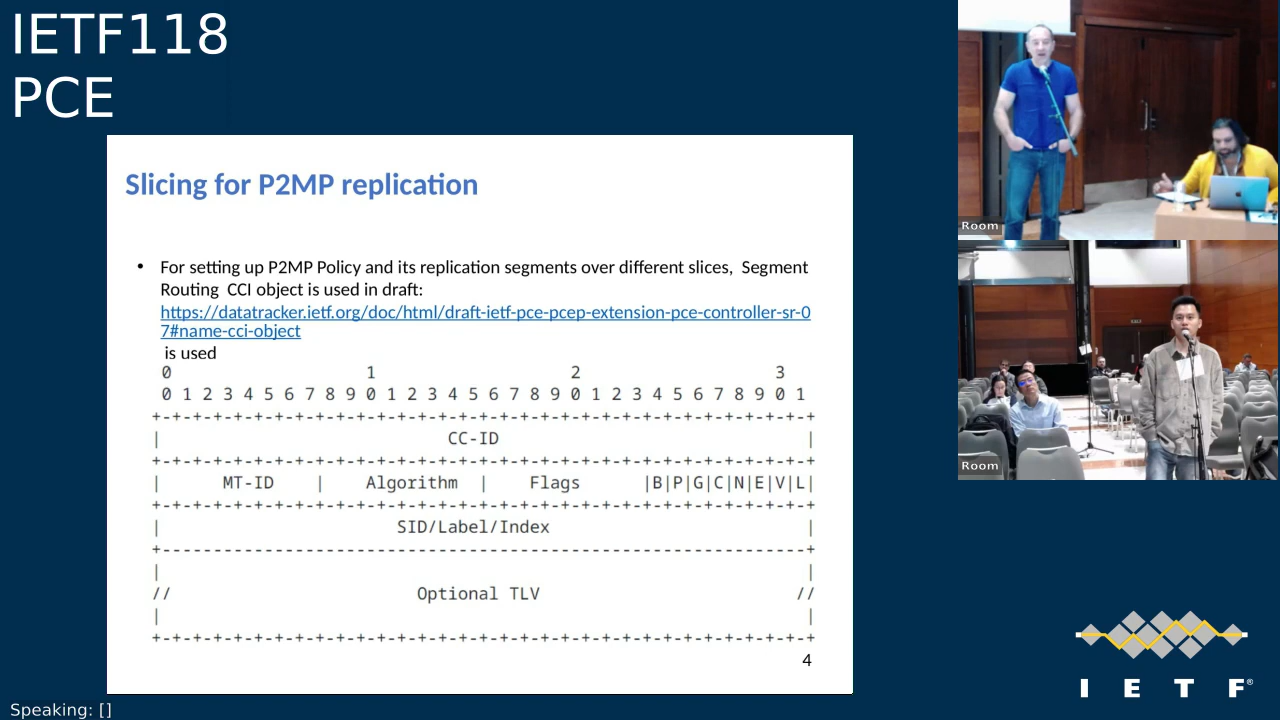 IETF118
PCE
Slicing for P2MP replication
• For setting up P2MP Policy and its replication segments over different slices,  Segment
Routing  CCI object is used in draft:
https://datatracker.ietf.org/doc/html/draft-ietf-pce-pcep-extension-pce-controller-sr-0
7#name-cci-object
is used
0                   1                   2                   3
0 1 2 3 4 5 6 7 8 9 0 1 2 3 4 5 6 7 8 9 0 1 2 3 4 5 6 7 8 9 0 1
+-+-+-+-+-+-+-+-+-+-+-+-+-+-+-+-+-+-+-+-+-+-+-+-+-+-+-+-+-+-+-+-+
|                            CC-ID                              |
+-+-+-+-+-+-+-+-+-+-+-+-+-+-+-+-+-+-+-+-+-+-+-+-+-+-+-+-+-+-+-+-+
|      MT-ID    |    Algorithm  |    Flags      |B|P|G|C|N|E|V|L|
+-+-+-+-+-+-+-+-+-+-+-+-+-+-+-+-+-+-+-+-+-+-+-+-+-+-+-+-+-+-+-+-+
|                       SID/Label/Index                         |
+---------------------------------------------------------------+
|                                                               |
//                        Optional TLV                         //
|                                                               |
+-+-+-+-+-+-+-+-+-+-+-+-+-+-+-+-+-+-+-+-+-+-+-+-+-+-+-+-+-+-+-+-+
4
Room
Room
I E T F®
Speaking: []